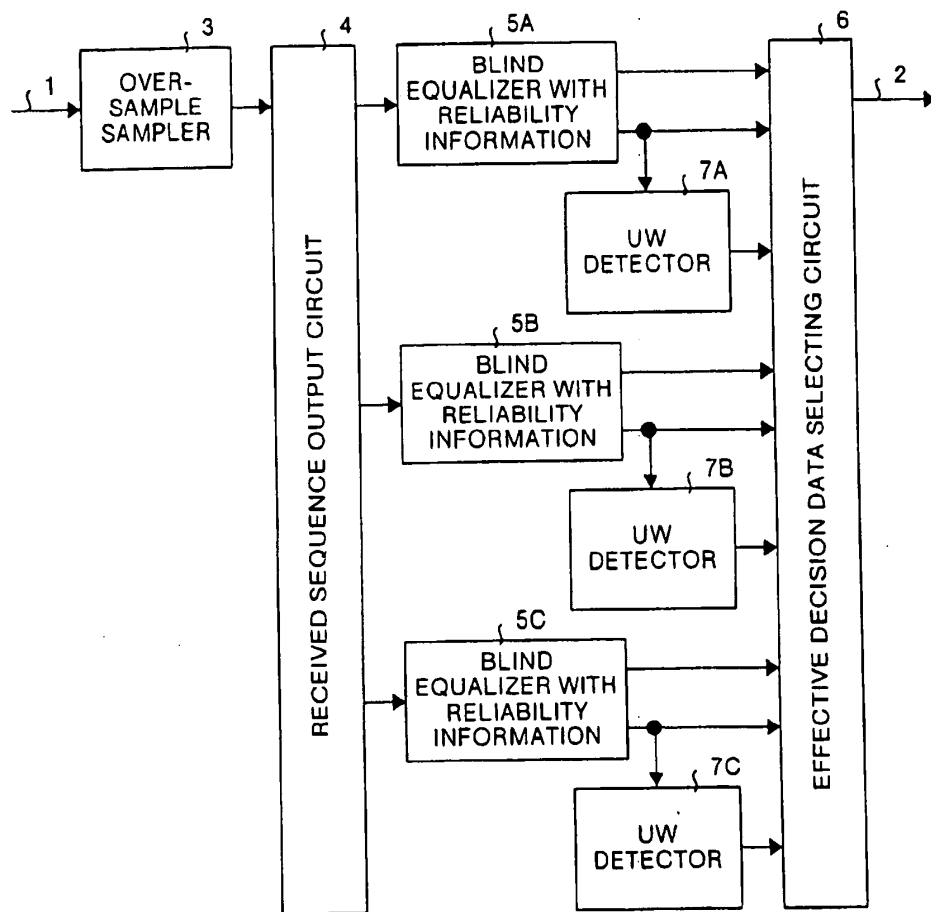 1
3
OVER-
SAMPLE
SAMPLER
4
RECEIVED SEQUENCE OUTPUT CIRCUIT
5A
BLIND
EQUALIZER WITH
RELIABILITY
INFORMATION
7A
UW
DETECTOR
5B
BLIND
EQUALIZER WITH
RELIABILITY
INFORMATION
7B
UW
DETECTOR
5C
BLIND
EQUALIZER WITH
RELIABILITY
INFORMATION
7C
UW
DETECTOR
6
EFFECTIVE DECISION DATA SELECTING CIRCUIT
2